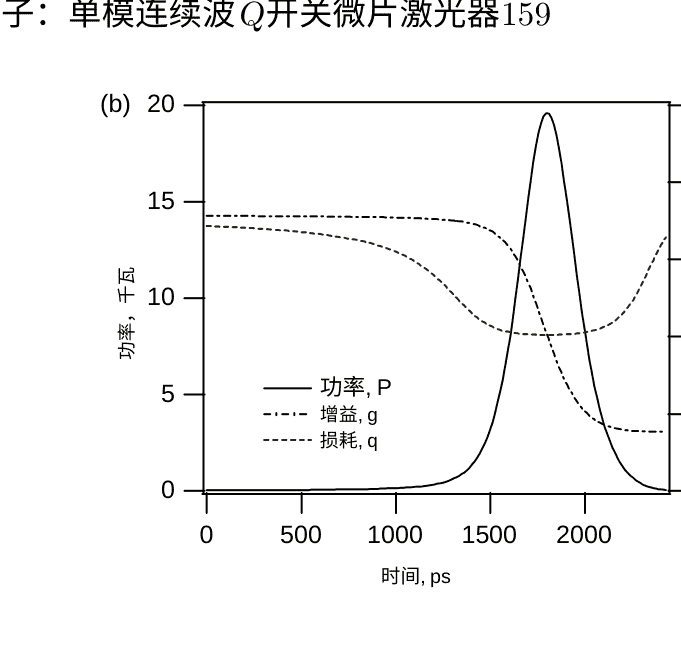 子：单模连续波Q开关微片激光器159
(b)
20
15
10
5
0
功率，千瓦
功率, P
增益, g
损耗, q
0 500 1000 1500 2000
时间, ps